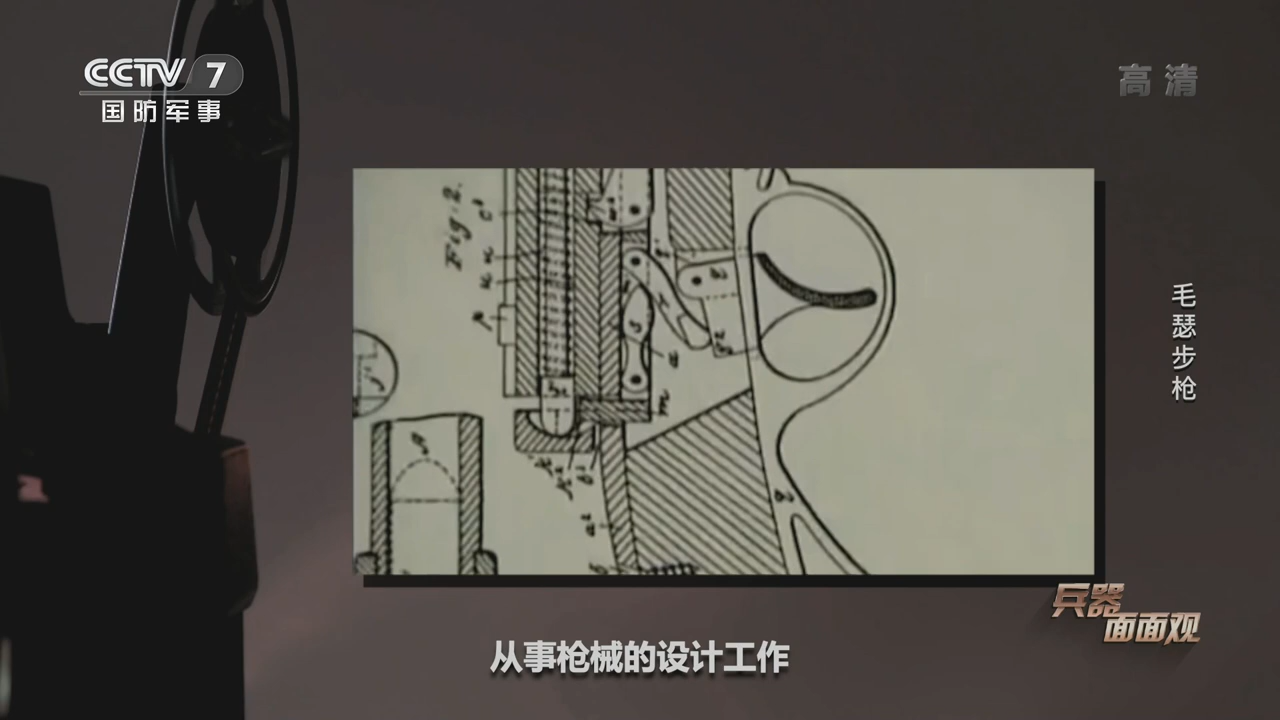 CCTV 7
国防军事
高清
Fig. 2.
毛瑟步枪
兵器
面面观
从事枪械的设计工作